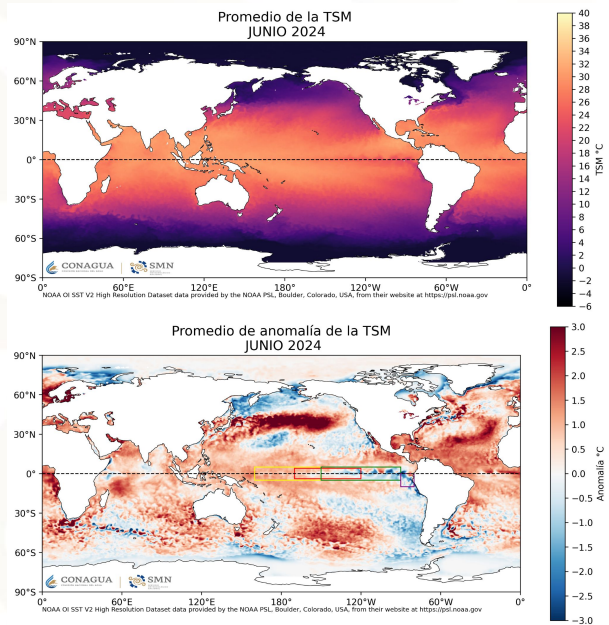 Promedio de la TSM
JUNIO 2024
90°N
60°N
30°N
0°
30°S
60°S
90°S
0° 60°E 120°E 180° 120°W 60°W 0°
CONAGUA SMN
NOAA OI SST V2 High Resolution Dataset data provided by the NOAA PSL, Boulder, Colorado, USA, from their website at https://psl.noaa.gov
40
38
36
34
32
30
28
26
24
22
20
18
16
14
12
10
8
6
4
2
0
−2
−4
−6
TSM °C
Promedio de anomalía de la TSM
JUNIO 2024
90°N
60°N
30°N
0°
30°S
60°S
90°S
0° 60°E 120°E 180° 120°W 60°W 0°
CONAGUA SMN
NOAA OI SST V2 High Resolution Dataset data provided by the NOAA PSL, Boulder, Colorado, USA, from their website at https://psl.noaa.gov
3.0
2.5
2.0
1.5
1.0
0.5
0.0
−0.5
−1.0
−1.5
−2.0
−2.5
−3.0
Anomalía °C